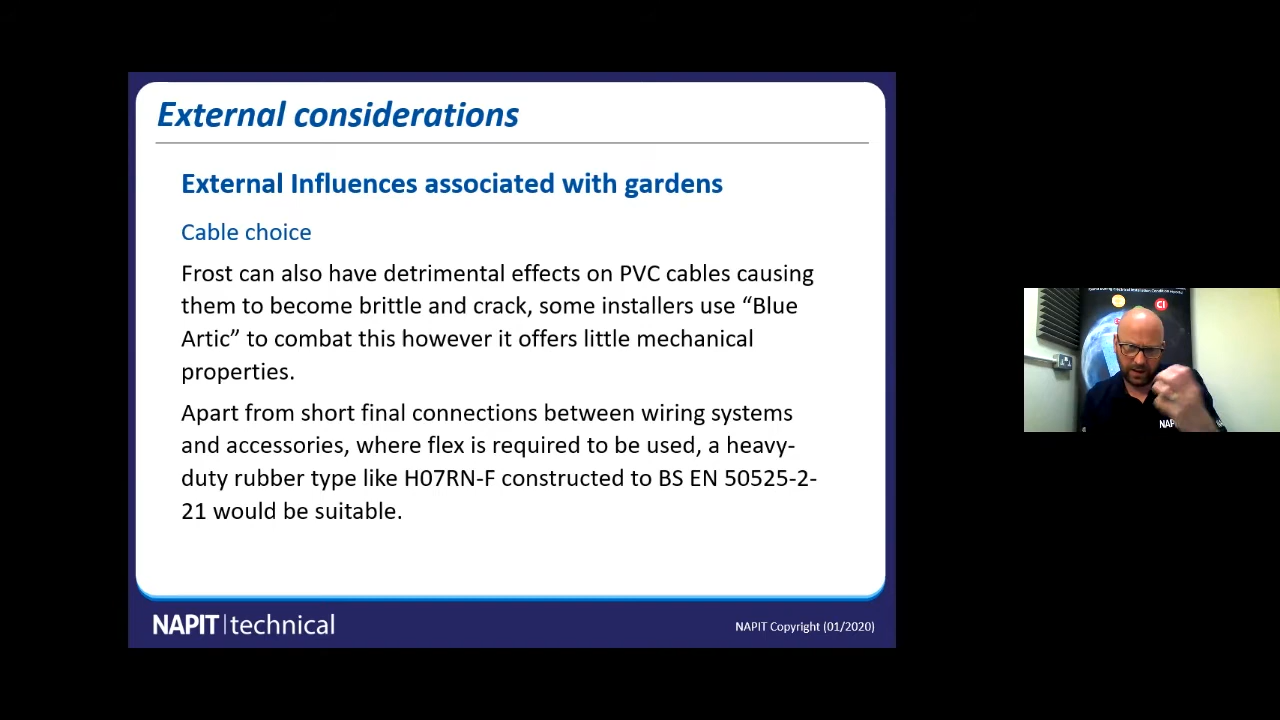 External considerations
External Influences associated with gardens
Cable choice
Frost can also have detrimental effects on PVC cables causing
them to become brittle and crack, some installers use “Blue
Artic” to combat this however it offers little mechanical
properties.
Apart from short final connections between wiring systems
and accessories, where flex is required to be used, a heavy-
duty rubber type like H07RN-F constructed to BS EN 50525-2-
21 would be suitable.
NAPIT | technical
NAPIT Copyright (01/2020)
C1
NAP